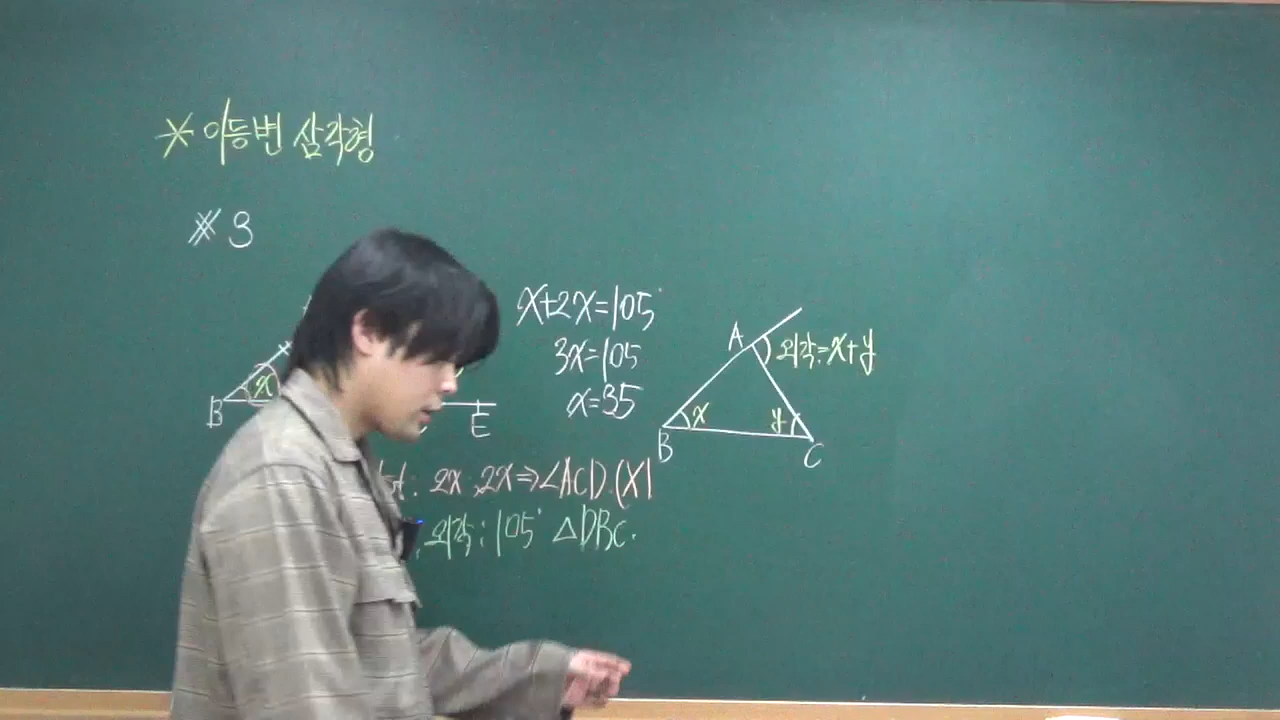 * 이등변 삼각형
※ 3
x
B
E
x+2x=105°
3x=105
x=35
A
외각:=x+y
x
y
B
C
2x, 2x⇒∠ACD(X)
외각: 105° △DBC.